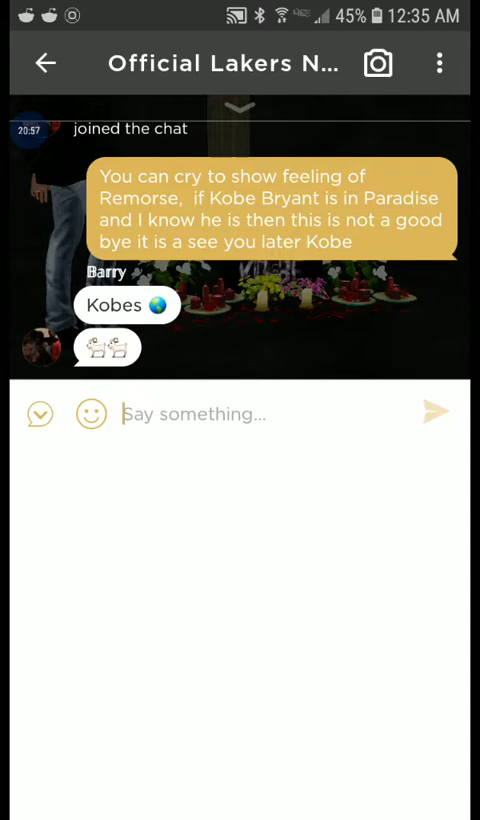 45% 12:35 AM
Official Lakers N...
20:57
joined the chat
You can cry to show feeling of
Remorse,  if Kobe Bryant is in Paradise
and I know he is then this is not a good
bye it is a see you later Kobe
Barry
Kobes 🌎
🐐🐐
Say something...